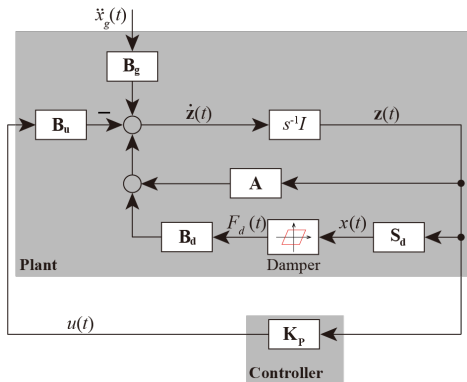 ẍg(t)
Bg
Bu
−
ż(t)
s⁻¹I
z(t)
A
Bd
Fd (t)
x(t)
Sd
Damper
Plant
u(t)
KP
Controller